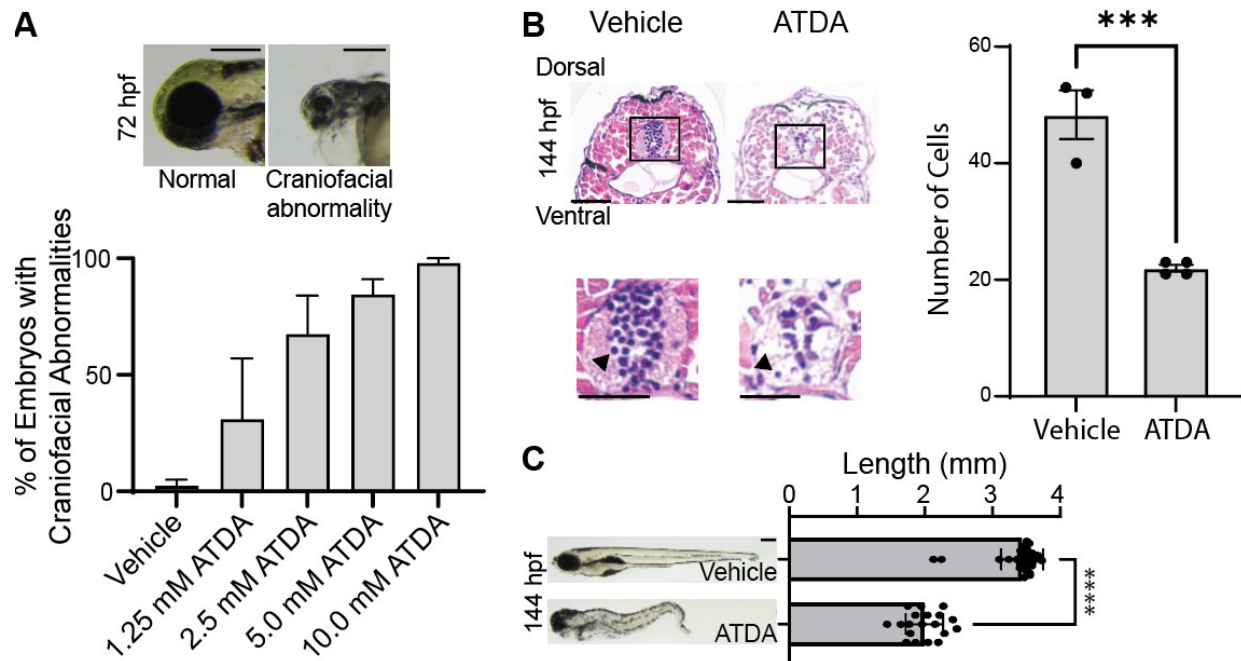 A
72 hpf
Normal
Craniofacial
abnormality
% of Embryos with
Craniofacial Abnormalities
100
50
0
Vehicle
1.25 mM ATDA
2.5 mM ATDA
5.0 mM ATDA
10.0 mM ATDA
B
Vehicle
ATDA
Dorsal
144 hpf
Ventral
***
Number of Cells
60
40
20
0
Vehicle
ATDA
C
Length (mm)
0 1 2 3 4
144 hpf
Vehicle
ATDA
****